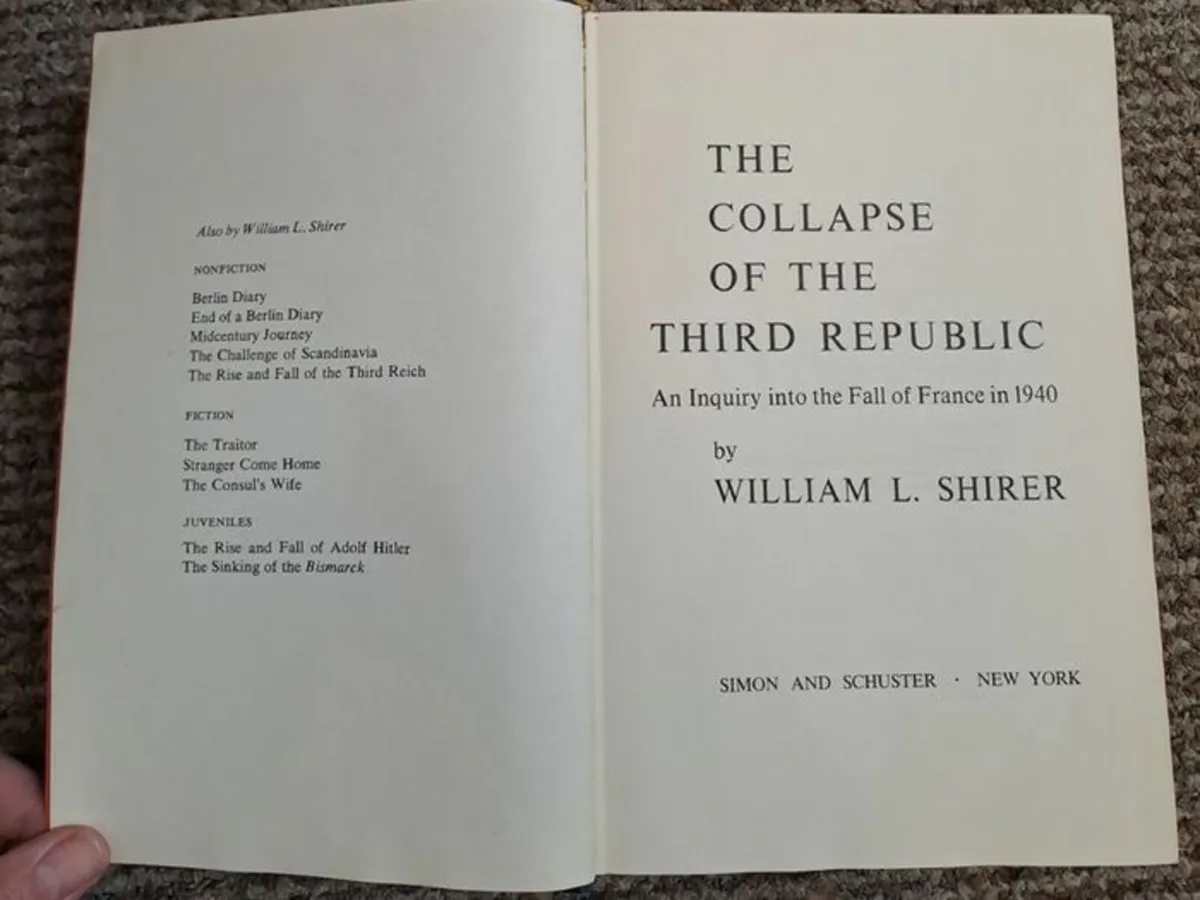 Also by William L. Shirer
NONFICTION
Berlin Diary
End of a Berlin Diary
Midcentury Journey
The Challenge of Scandinavia
The Rise and Fall of the Third Reich
FICTION
The Traitor
Stranger Come Home
The Consul's Wife
JUVENILES
The Rise and Fall of Adolf Hitler
The Sinking of the Bismarck
THE
COLLAPSE
OF THE
THIRD REPUBLIC
An Inquiry into the Fall of France in 1940
by
WILLIAM L. SHIRER
SIMON AND SCHUSTER · NEW YORK